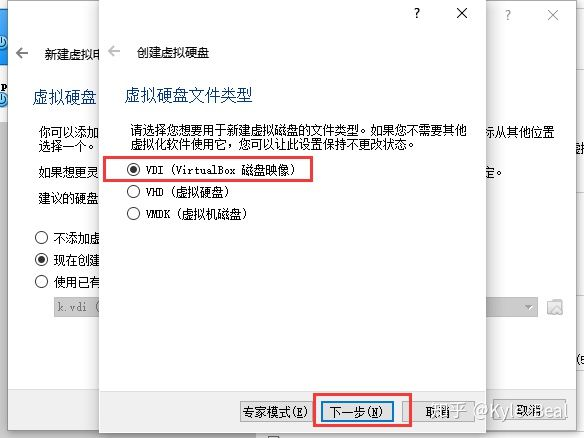 ? ×
? ×
新建虚拟电
创建虚拟硬盘
虚拟硬盘
虚拟硬盘文件类型
你可以添加
请选择您想要用于新建虚拟磁盘的文件类型。如果您不需要其他
标从其他位置
选择一个。
虚拟化软件使用它，您可以让此设置保持不更改状态。
如果想更灵
定。
VDI (VirtualBox 磁盘映像)
建议的硬盘
VHD (虚拟硬盘)
VMDK (虚拟机磁盘)
不添加虚
现在创建
使用已有
k.vdi (
专家模式(E)
下一步(N)
取消
取消
知乎 @Kyle Beal